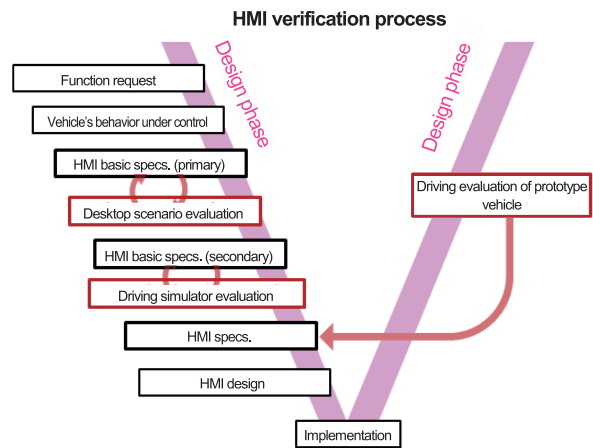 HMI verification process
Design phase
Design phase
Function request
Vehicle's behavior under control
HMI basic specs. (primary)
Desktop scenario evaluation
HMI basic specs. (secondary)
Driving simulator evaluation
HMI specs.
HMI design
Implementation
Driving evaluation of prototype
vehicle